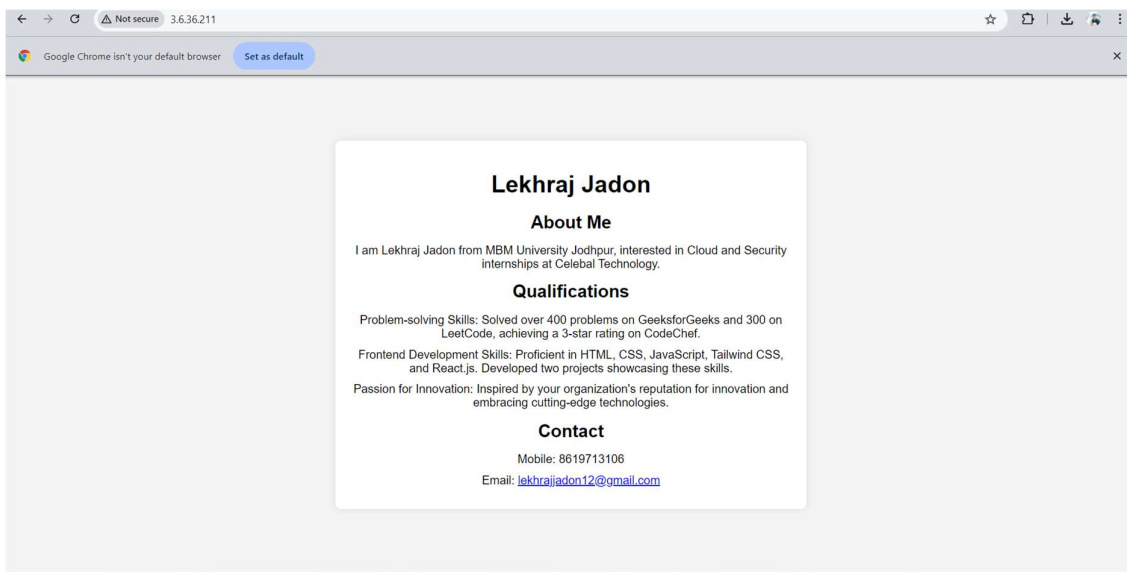 Not secure 3.6.36.211
Google Chrome isn't your default browser Set as default
Lekhraj Jadon
About Me
I am Lekhraj Jadon from MBM University Jodhpur, interested in Cloud and Security
internships at Celebal Technology.
Qualifications
Problem-solving Skills: Solved over 400 problems on GeeksforGeeks and 300 on
LeetCode, achieving a 3-star rating on CodeChef.
Frontend Development Skills: Proficient in HTML, CSS, JavaScript, Tailwind CSS,
and React.js. Developed two projects showcasing these skills.
Passion for Innovation: Inspired by your organization's reputation for innovation and
embracing cutting-edge technologies.
Contact
Mobile: 8619713106
Email: lekhrajjadon12@gmail.com